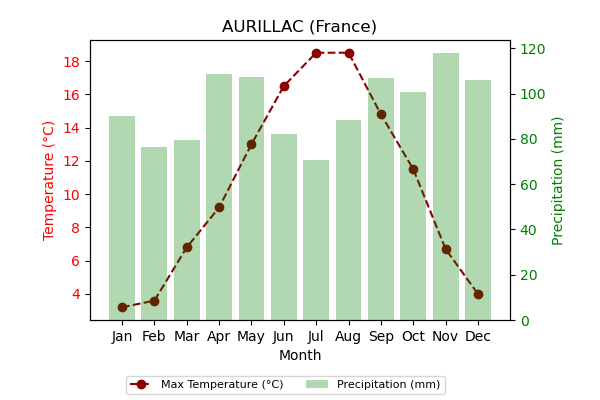 AURILLAC (France)
18
16
14
12
10
8
6
4
Temperature (°C)
120
100
80
60
40
20
0
Precipitation (mm)
Jan Feb Mar Apr May Jun Jul Aug Sep Oct Nov Dec
Month
Max Temperature (°C) Precipitation (mm)